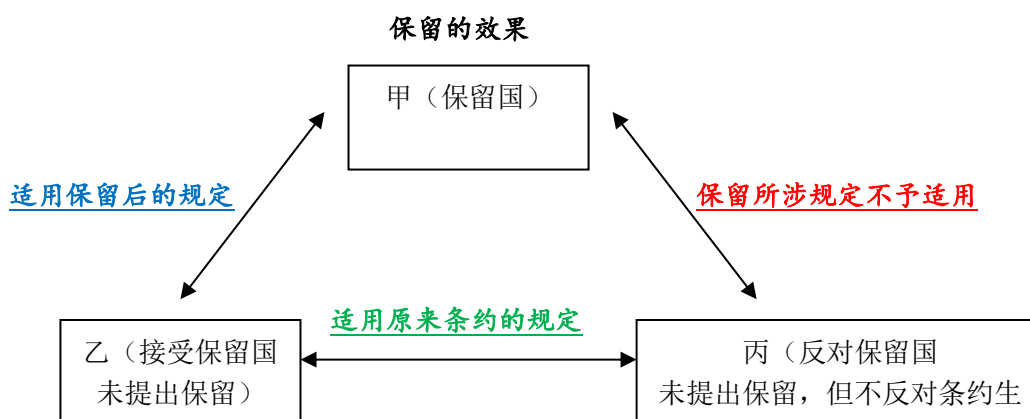 保留的效果
甲（保留国）
适用保留后的规定
保留所涉规定不予适用
适用原来条约的规定
乙（接受保留国
未提出保留）
丙（反对保留国
未提出保留，但不反对条约生